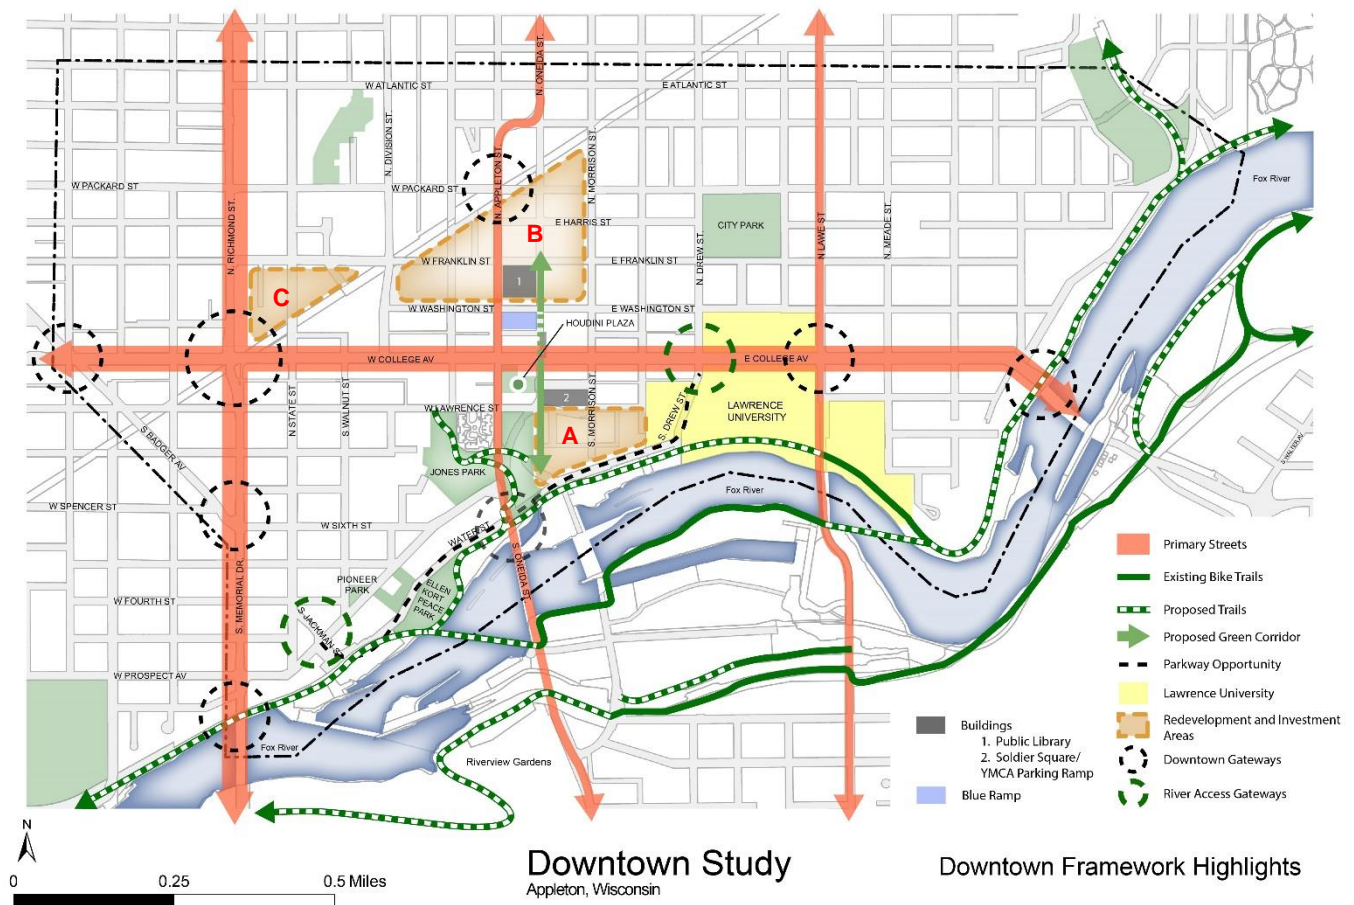 N. ONEIDA ST.
W ATLANTIC ST
E ATLANTIC ST
N. DIVISION ST.
N. MORRISON ST.
N. APPLETON ST.
W PACKARD ST
W PACKARD ST
Fox River
N. RICHMOND ST.
B
E HARRIS ST
CITY PARK
N. DREW ST.
N LAWE ST
N. MEADE ST.
W FRANKLIN ST
E FRANKLIN ST
1
C
W WASHINGTON ST
E WASHINGTON ST
HOUDINI PLAZA
W COLLEGE AV
E COLLEGE AV
N STATE ST
S. WALNUT ST.
2
S. MORRISON ST.
W LAWRENCE ST
LAWRENCE
UNIVERSITY
S. DREW ST.
A
S BADGER AV
JONES PARK
S WALTER AV
Fox River
W SPENCER ST
W SIXTH ST
WATER ST.
S. ONEIDA ST.
PIONEER
PARK
ELLEN
KORT
PEACE
PARK
W FOURTH ST
S. MEMORIAL DR.
S. JACKMAN ST.
W PROSPECT AV
Fox River
Riverview Gardens
Primary Streets
Existing Bike Trails
Proposed Trails
Proposed Green Corridor
Parkway Opportunity
Lawrence University
Redevelopment and Investment
Areas
Downtown Gateways
River Access Gateways
Buildings
1. Public Library
2. Soldier Square/
YMCA Parking Ramp
Blue Ramp
N
0 0.25 0.5 Miles
Downtown Study
Appleton, Wisconsin
Downtown Framework Highlights